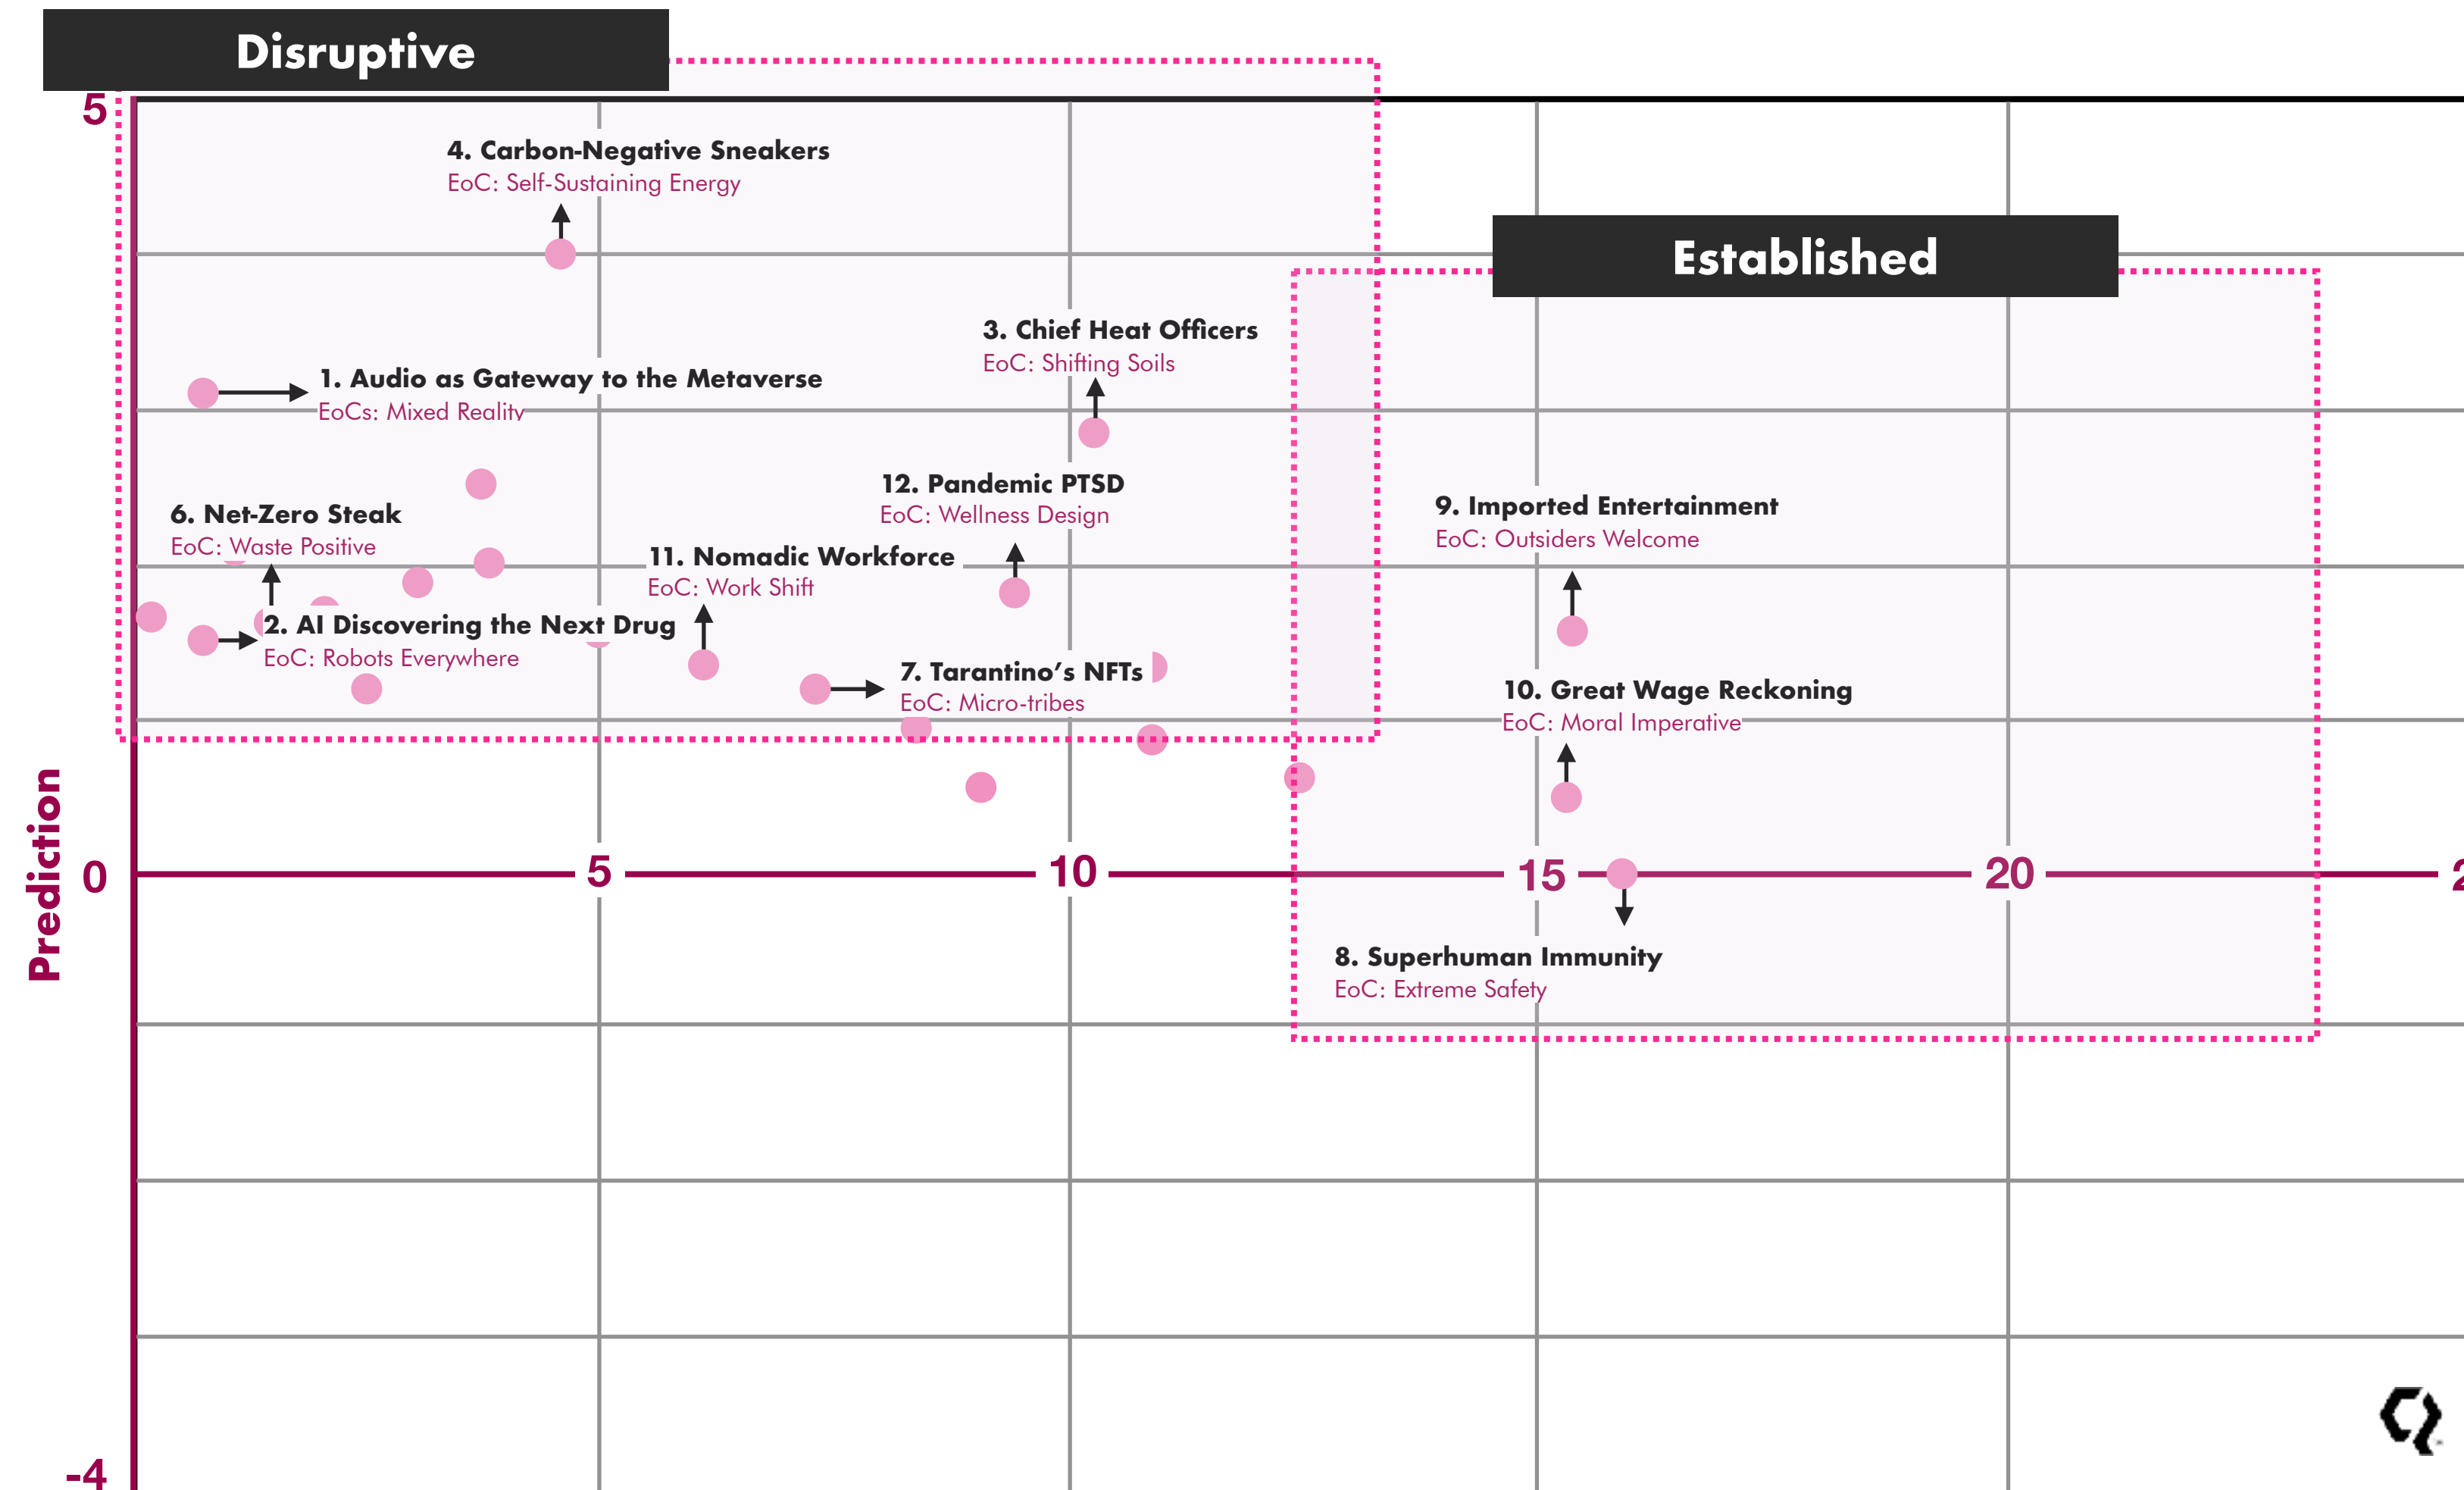 Disruptive
5
4. Carbon-Negative Sneakers
EoC: Self-Sustaining Energy
Established
3. Chief Heat Officers
EoC: Shifting Soils
1. Audio as Gateway to the Metaverse
EoCs: Mixed Reality
12. Pandemic PTSD
EoC: Wellness Design
9. Imported Entertainment
EoC: Outsiders Welcome
6. Net-Zero Steak
EoC: Waste Positive
11. Nomadic Workforce
EoC: Work Shift
2. AI Discovering the Next Drug
EoC: Robots Everywhere
7. Tarantino’s NFTs
EoC: Micro-tribes
10. Great Wage Reckoning
EoC: Moral Imperative
Prediction
0
5
10
15
20
8. Superhuman Immunity
EoC: Extreme Safety
-4